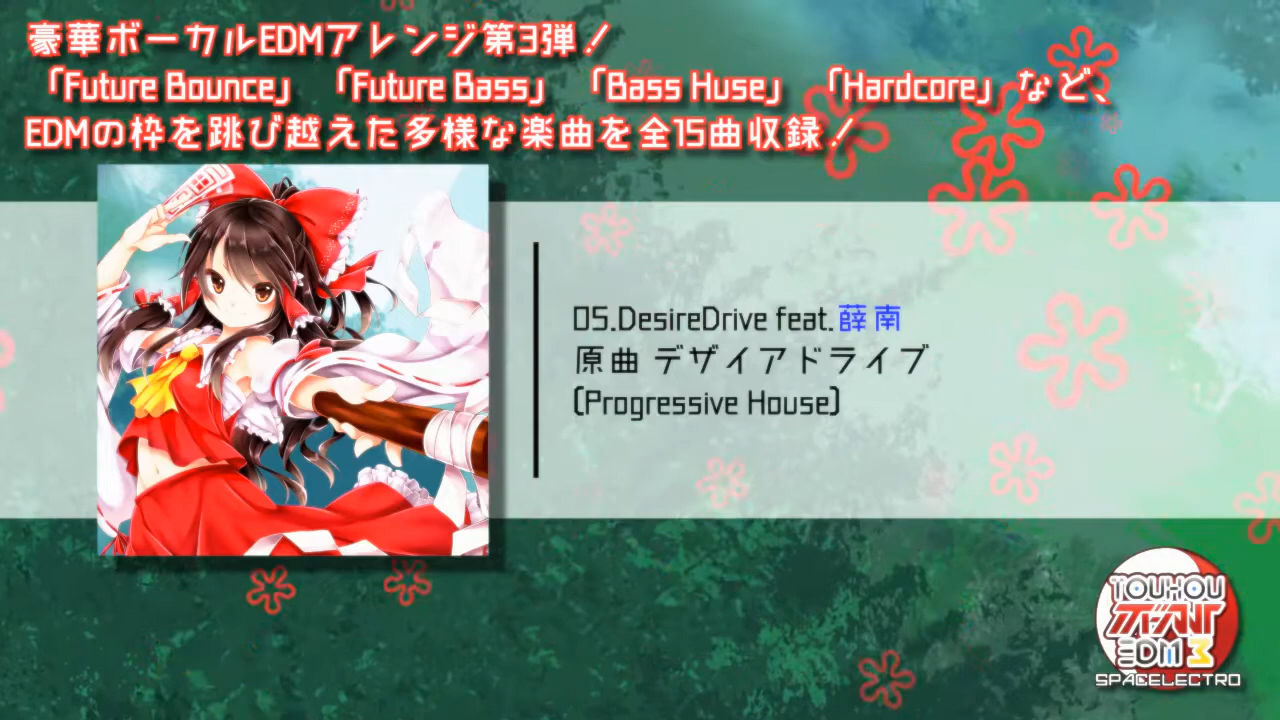 豪華ボーカルEDMアレンジ第3弾！
「Future Bounce」 「Future Bass」 「Bass Huse」 「Hardcore」 など、
EDMの枠を跳び越えた多様な楽曲を全15曲収録！
05.DesireDrive feat.薛南
原曲 デザイアドライブ
(Progressive House)
TOUHOU
EDM 3
SPACELECTRO